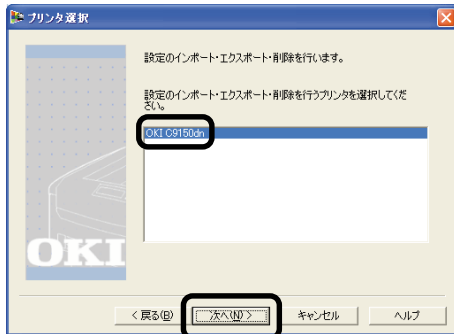 プリンタ選択
設定のインポート・エクスポート・削除を行います。
設定のインポート・エクスポート・削除を行うプリンタを選択してくだ
さい。
OKI C9150dn
OKI
< 戻る(B)
次へ(N) >
キャンセル
ヘルプ